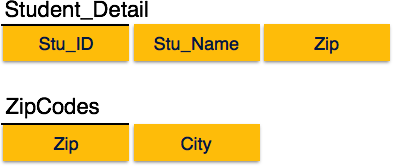 Student_Detail
Stu_ID Stu_Name Zip
ZipCodes
Zip City